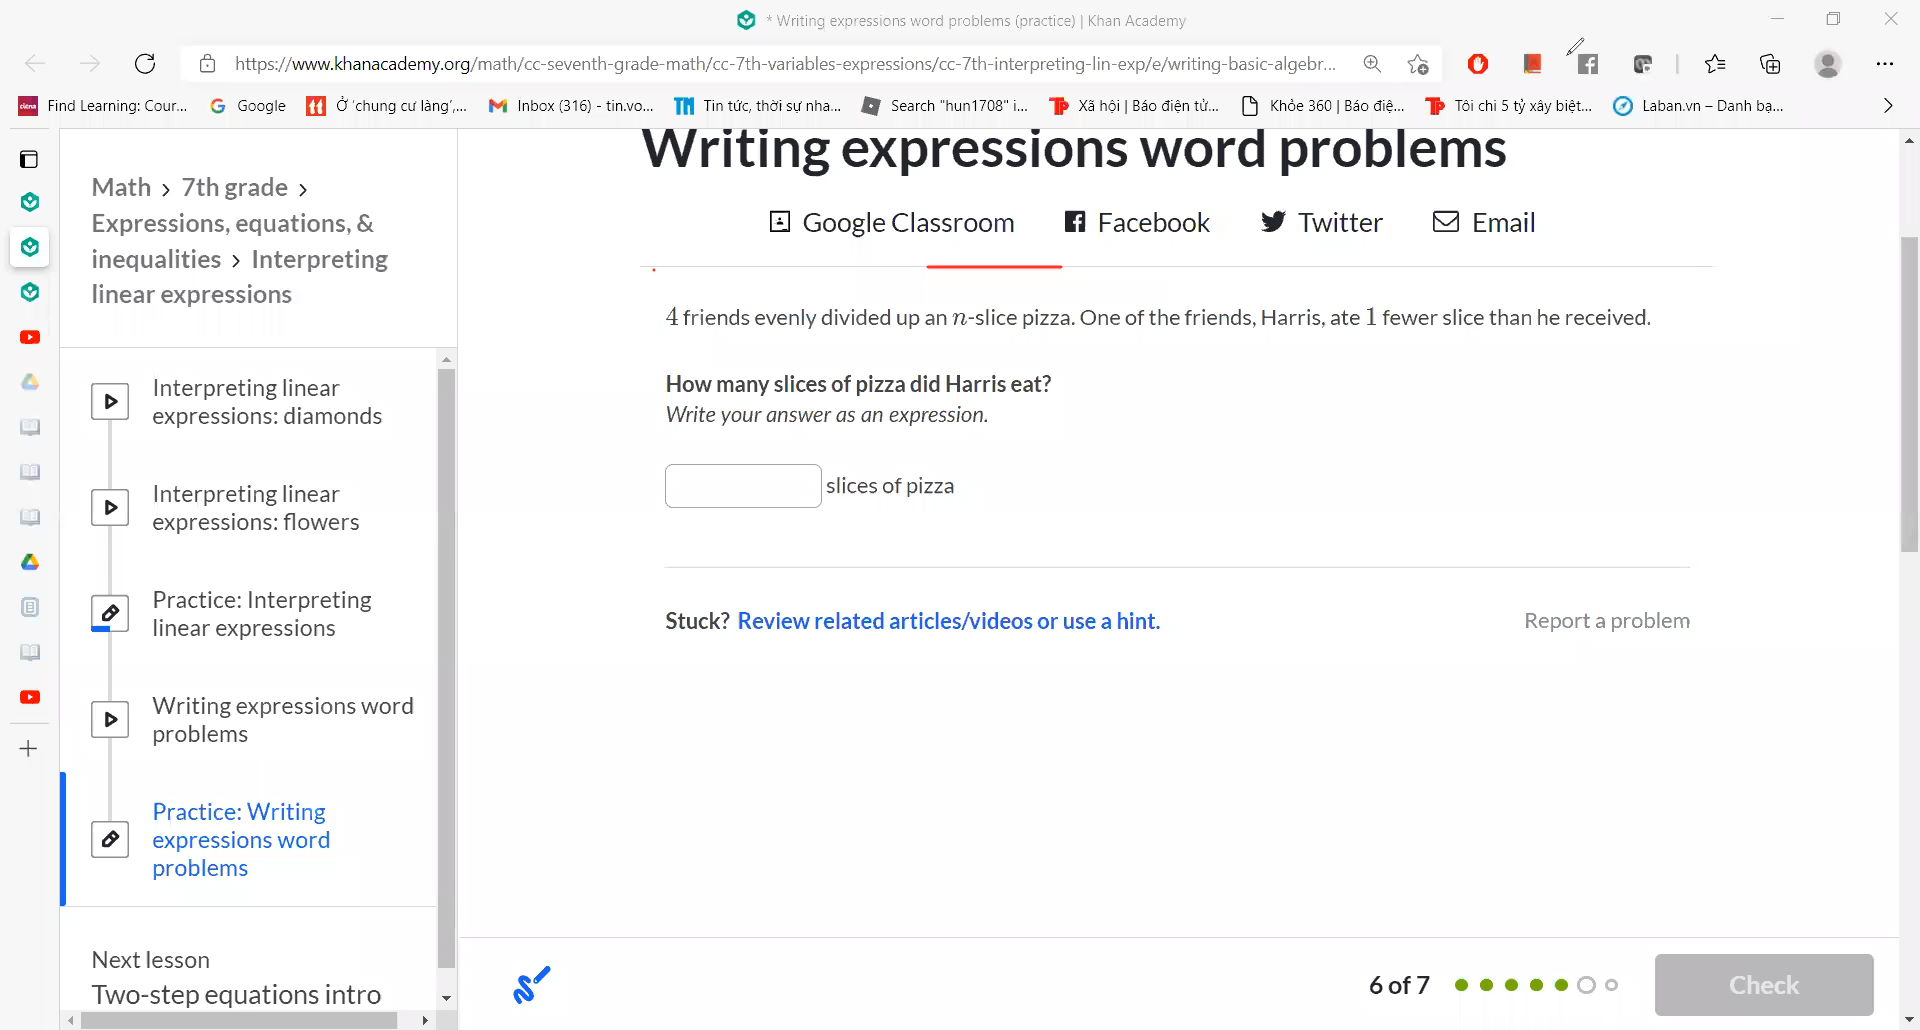 * Writing expressions word problems (practice) | Khan Academy
https://www.khanacademy.org/math/cc-seventh-grade-math/cc-7th-variables-expressions/cc-7th-interpreting-lin-exp/e/writing-basic-algebr...
Find Learning: Cour... Google Ở 'chung cư làng',... Inbox (316) - tin.vo... Tin tức, thời sự nha... Search "hun1708" i... Xã hội | Báo điện tử... Khỏe 360 | Báo điệ... Tôi chi 5 tỷ xây biệt... Laban.vn – Danh bạ...
Math > 7th grade >
Expressions, equations, &
inequalities > Interpreting
linear expressions
Interpreting linear
expressions: diamonds
Interpreting linear
expressions: flowers
Practice: Interpreting
linear expressions
Writing expressions word
problems
Practice: Writing
expressions word
problems
Next lesson
Two-step equations intro
Writing expressions word problems
Google Classroom Facebook Twitter Email
4 friends evenly divided up an n-slice pizza. One of the friends, Harris, ate 1 fewer slice than he received.
How many slices of pizza did Harris eat?
Write your answer as an expression.
slices of pizza
Stuck? Review related articles/videos or use a hint.
Report a problem
6 of 7
Check